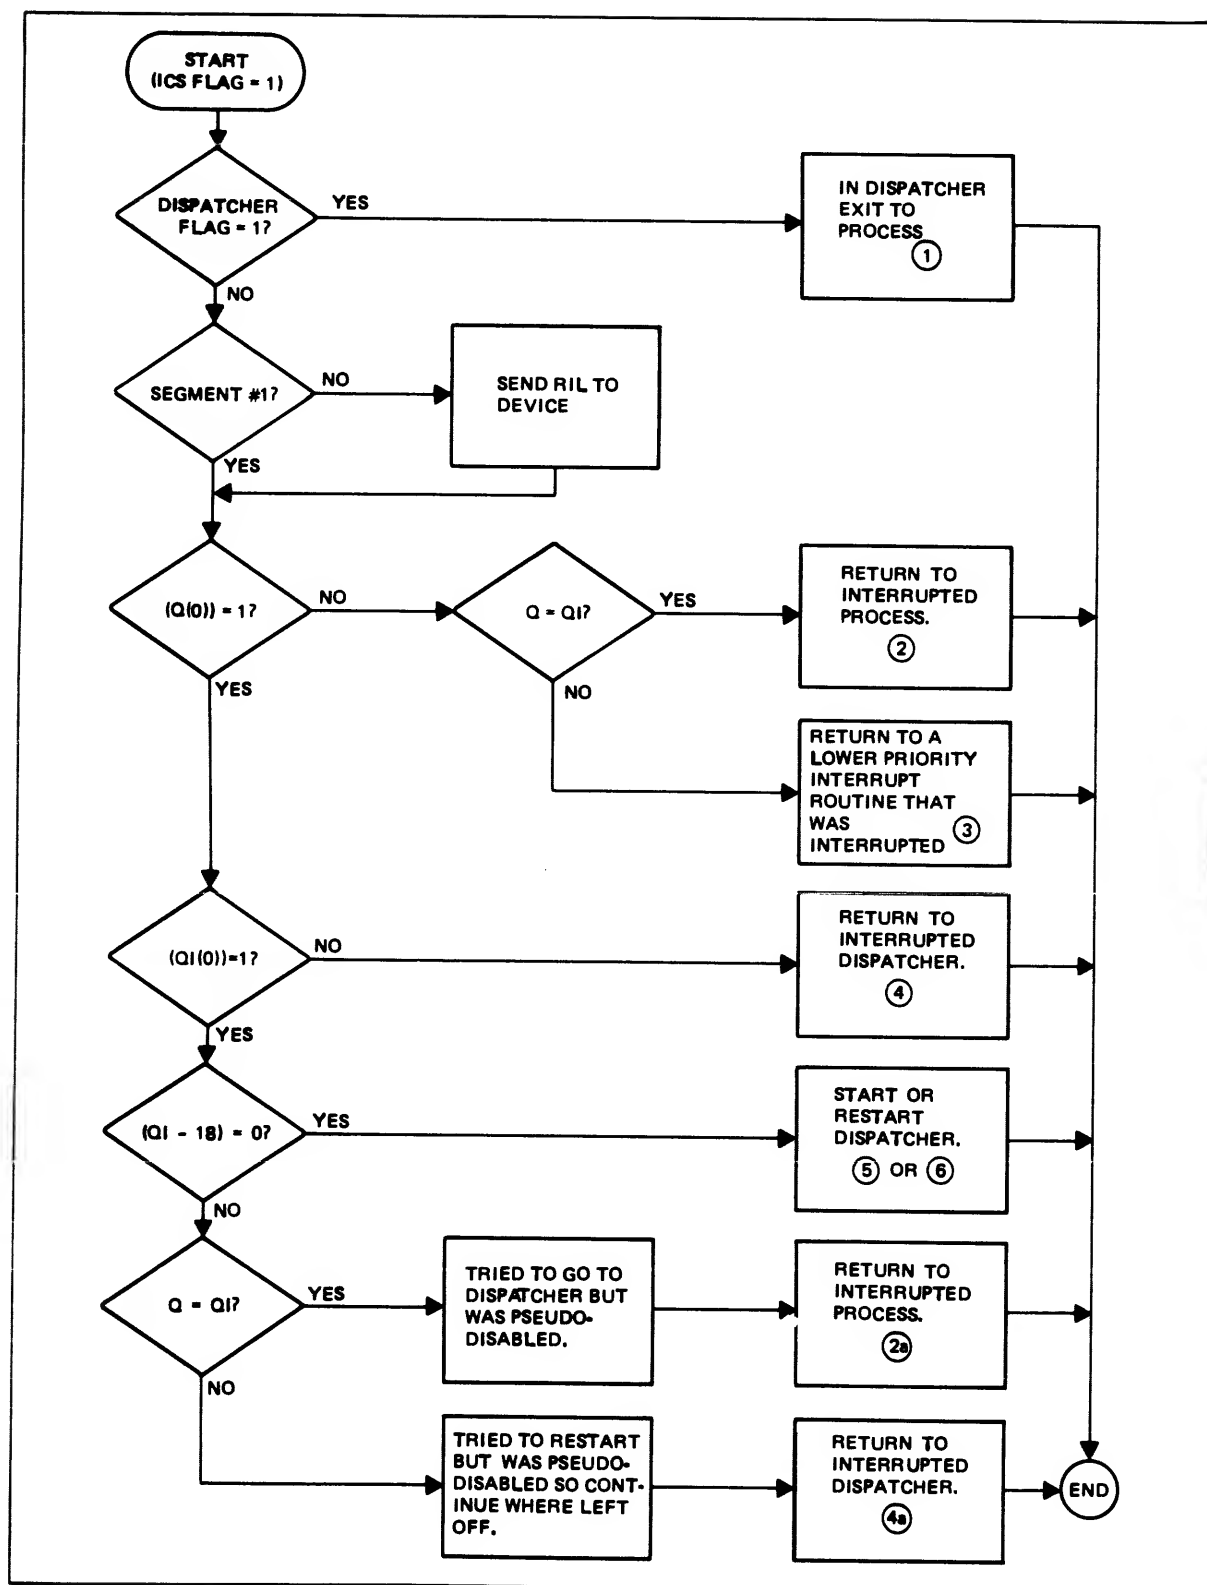 START
(ICS FLAG = 1)
DISPATCHER
FLAG = 1?
YES
IN DISPATCHER
EXIT TO
PROCESS
1
NO
SEGMENT #1?
NO
SEND RIL TO
DEVICE
YES
(Q(0)) = 1?
NO
Q = QI?
YES
RETURN TO
INTERRUPTED
PROCESS.
2
YES
NO
RETURN TO A
LOWER PRIORITY
INTERRUPT
ROUTINE THAT
WAS
INTERRUPTED
3
(QI(0))=1?
NO
RETURN TO
INTERRUPTED
DISPATCHER.
4
YES
(QI - 18) = 0?
YES
START OR
RESTART
DISPATCHER.
5 OR 6
NO
Q = QI?
YES
TRIED TO GO TO
DISPATCHER BUT
WAS PSEUDO-
DISABLED.
RETURN TO
INTERRUPTED
PROCESS.
2a
NO
TRIED TO RESTART
BUT WAS PSEUDO-
DISABLED SO CONT-
INUE WHERE LEFT
OFF.
RETURN TO
INTERRUPTED
DISPATCHER.
4a
END